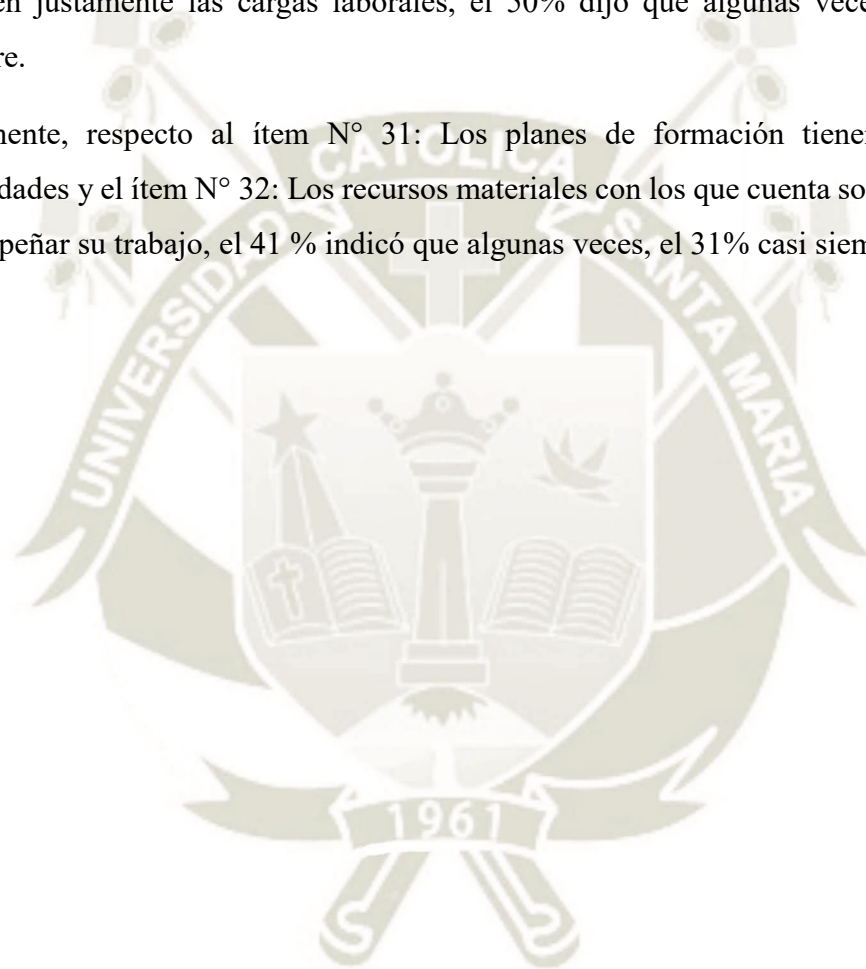 en justamente las cargas laborales, el 50% dijo que algunas vece
re.
nente, respecto al ítem N° 31: Los planes de formación tiene
dades y el ítem N° 32: Los recursos materiales con los que cuenta so
peñar su trabajo, el 41 % indicó que algunas veces, el 31% casi siem
UNIVERSIDAD CATOLICA SANTA MARIA
1961